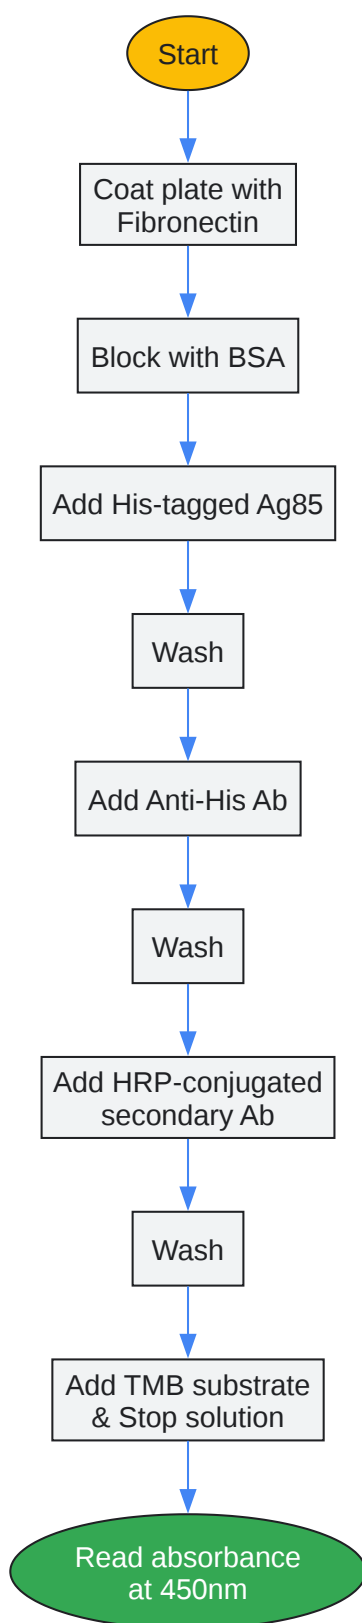 Start
Coat plate with
Fibronectin
Block with BSA
Add His-tagged Ag85
Wash
Add Anti-His Ab
Wash
Add HRP-conjugated
secondary Ab
Wash
Add TMB substrate
& Stop solution
Read absorbance
at 450nm